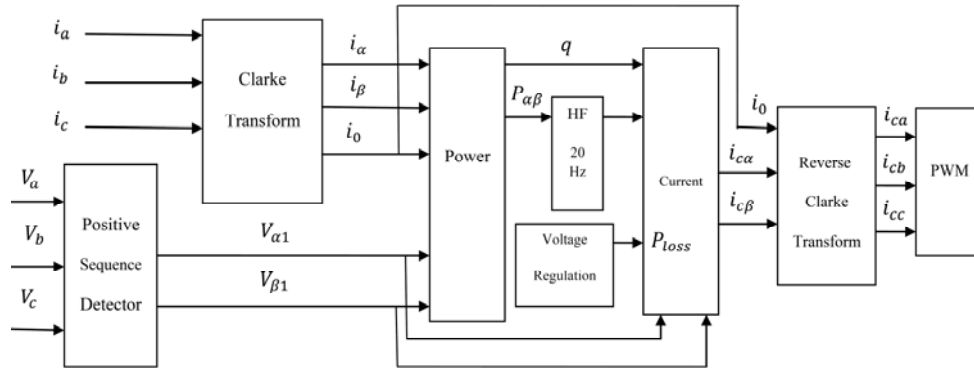 i_a
i_b
i_c
Clarke
Transform
i_α
i_β
i_0
V_a
V_b
V_c
Positive
Sequence
Detector
V_α1
V_β1
Power
q
P_αβ
HF
20
Hz
Voltage
Regulation
Current
P_loss
i_cα
i_cβ
i_0
Reverse
Clarke
Transform
i_ca
i_cb
i_cc
PWM